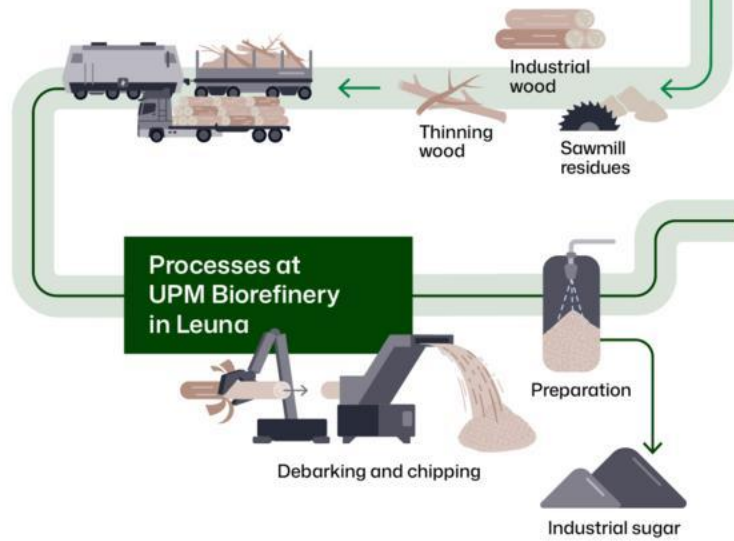 Industrial
wood
Thinning
wood
Sawmill
residues
Processes at
UPM Biorefinery
in Leuna
Preparation
Debarking and chipping
Industrial sugar